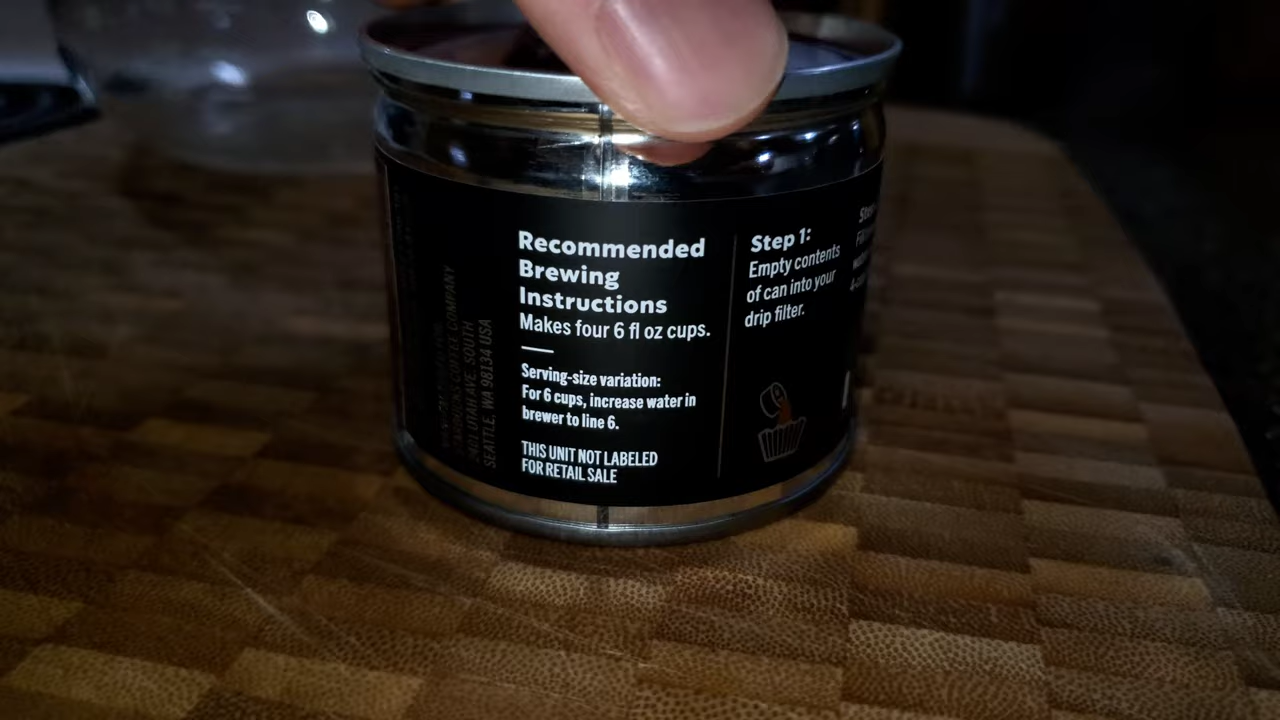 STARBUCKS COFFEE COMPANY
2401 UTAH AVE. SOUTH
SEATTLE, WA 98134 USA
Recommended
Brewing
Instructions
Makes four 6 fl oz cups.
Serving-size variation:
For 6 cups, increase water in
brewer to line 6.
THIS UNIT NOT LABELED
FOR RETAIL SALE
Step 1:
Empty contents
of can into your
drip filter.